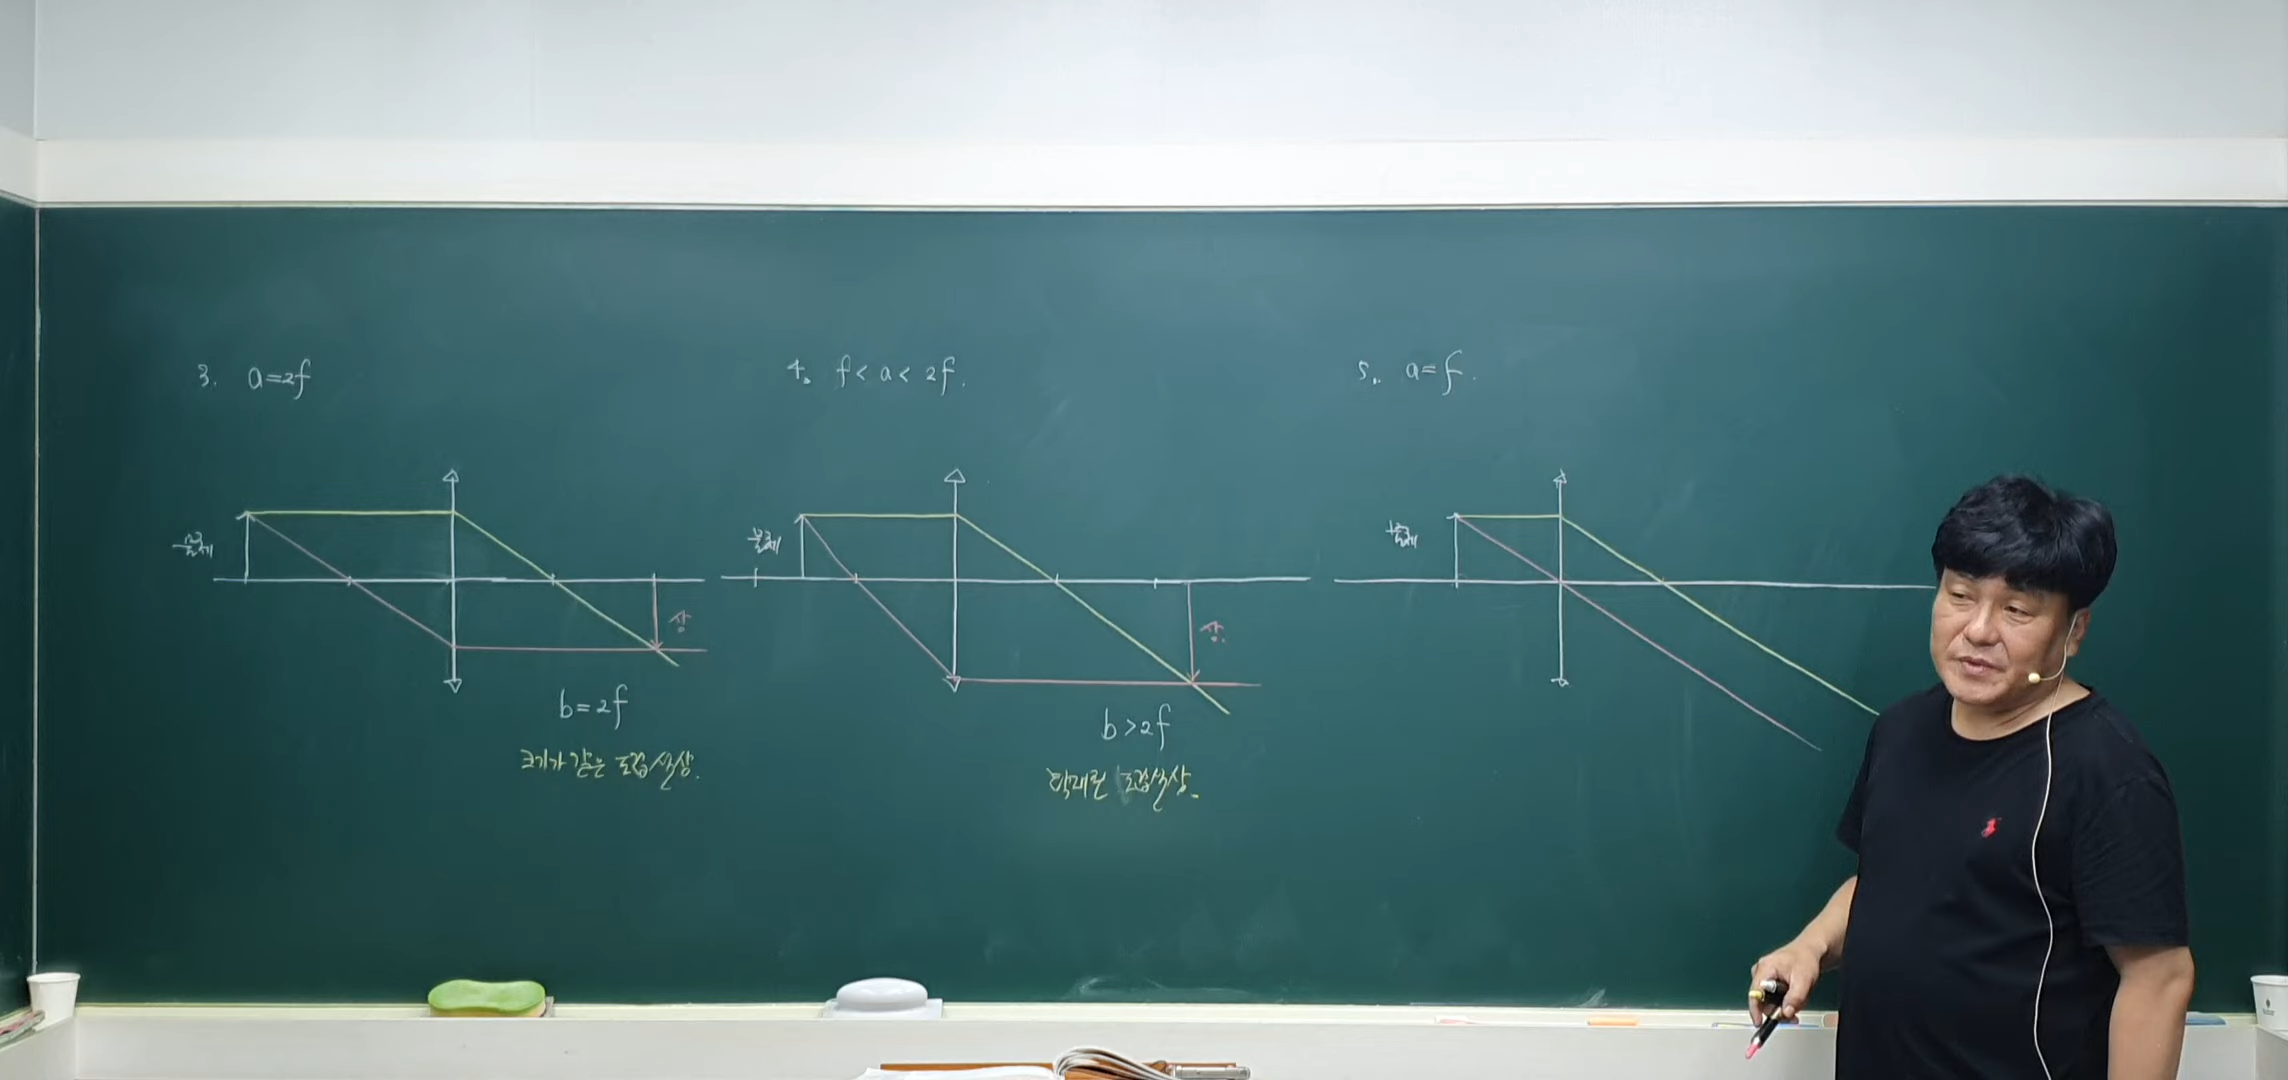 3. a=2f
물체
상
b=2f
크기가 같은 도립실상.
4. f<a<2f.
물체
상.
b>2f
확대된 도립실상.
5. a=f.
물체